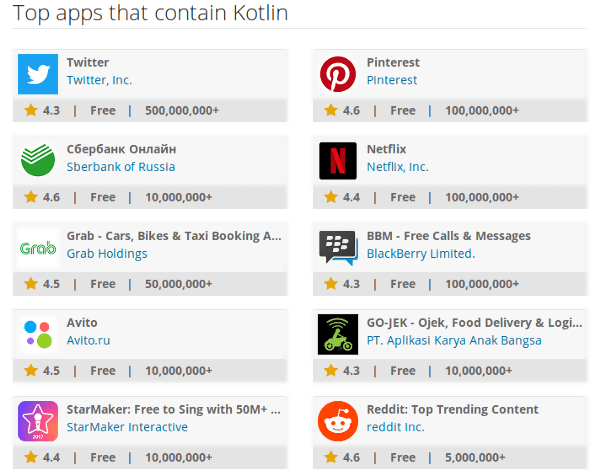 Top apps that contain Kotlin
Twitter
Twitter, Inc.
4.3 | Free | 500,000,000+
Pinterest
Pinterest
4.6 | Free | 100,000,000+
Сбербанк Онлайн
Sberbank of Russia
4.6 | Free | 10,000,000+
Netflix
Netflix, Inc.
4.4 | Free | 100,000,000+
Grab
Grab - Cars, Bikes & Taxi Booking A...
Grab Holdings
4.5 | Free | 50,000,000+
BBM - Free Calls & Messages
BlackBerry Limited.
4.3 | Free | 100,000,000+
Avito
Avito.ru
4.5 | Free | 10,000,000+
GO-JEK - Ojek, Food Delivery & Logi...
PT. Aplikasi Karya Anak Bangsa
4.3 | Free | 10,000,000+
2017
StarMaker: Free to Sing with 50M+ ...
StarMaker Interactive
4.4 | Free | 10,000,000+
Reddit: Top Trending Content
reddit Inc.
4.6 | Free | 5,000,000+